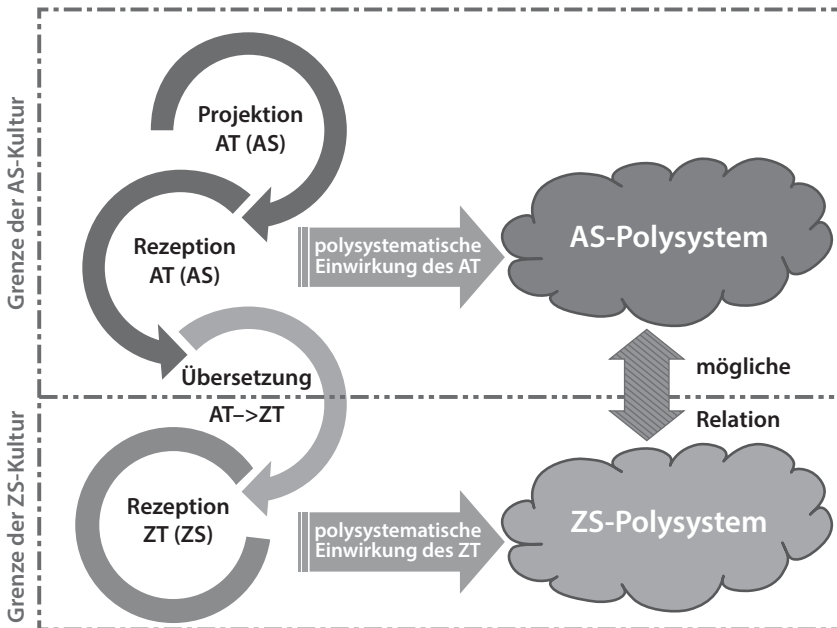 Grenze der AS-Kultur
Projektion
AT (AS)
Rezeption
AT (AS)
polysystematische
Einwirkung des AT
AS-Polysystem
Übersetzung
AT–>ZT
mögliche
Relation
Grenze der ZS-Kultur
Rezeption
ZT (ZS)
polysystematische
Einwirkung des ZT
ZS-Polysystem